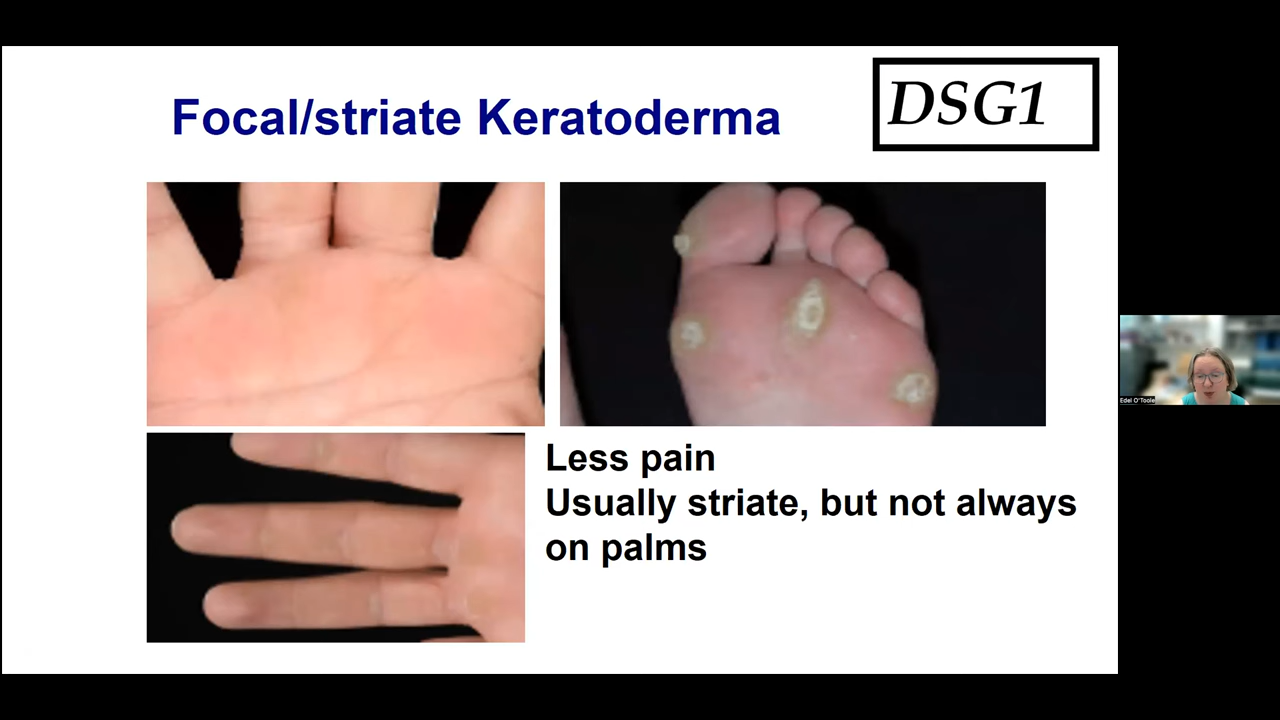 Focal/striate Keratoderma
DSG1
Less pain
Usually striate, but not always
on palms
Edel O'Toole